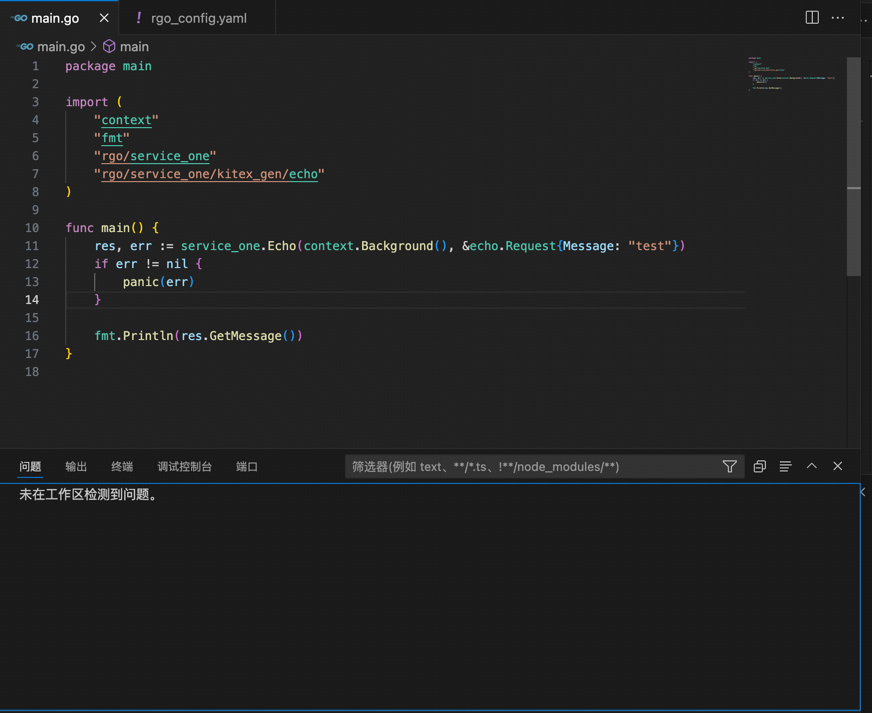 GO main.go × ! rgo_config.yaml ...
GO main.go > main
1 package main
2
3 import (
4 "context"
5 "fmt"
6 "rgo/service_one"
7 "rgo/service_one/kitex_gen/echo"
8 )
9
10 func main() {
11 res, err := service_one.Echo(context.Background(), &echo.Request{Message: "test"})
12 if err != nil {
13 panic(err)
14 }
15
16 fmt.Println(res.GetMessage())
17 }
18
问题 输出 终端 调试控制台 端口 筛选器(例如 text、**/*.ts、!**/node_modules/**)
未在工作区检测到问题。